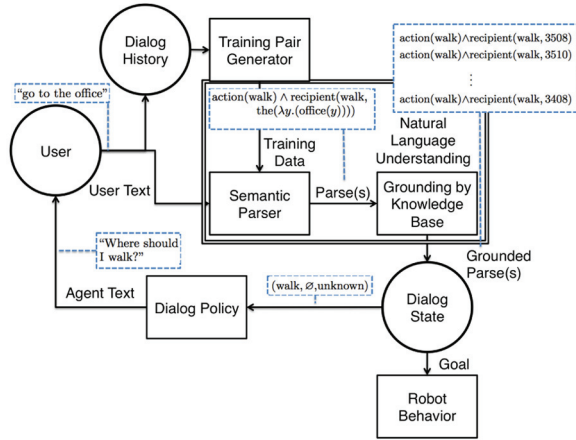 Dialog
History
Training Pair
Generator
action(walk)∧recipient(walk, 3508)
action(walk)∧recipient(walk, 3510)
⋮
action(walk)∧recipient(walk, 3408)
"go to the office"
action(walk) ∧ recipient(walk,
the(λy.(office(y))))
Natural
Language
Understanding
User
Training
Data
User Text
Semantic
Parser
Parse(s)
Grounding by
Knowledge
Base
"Where should
I walk?"
Grounded
Parse(s)
Agent Text
Dialog Policy
(walk, ∅,unknown)
Dialog
State
Goal
Robot
Behavior